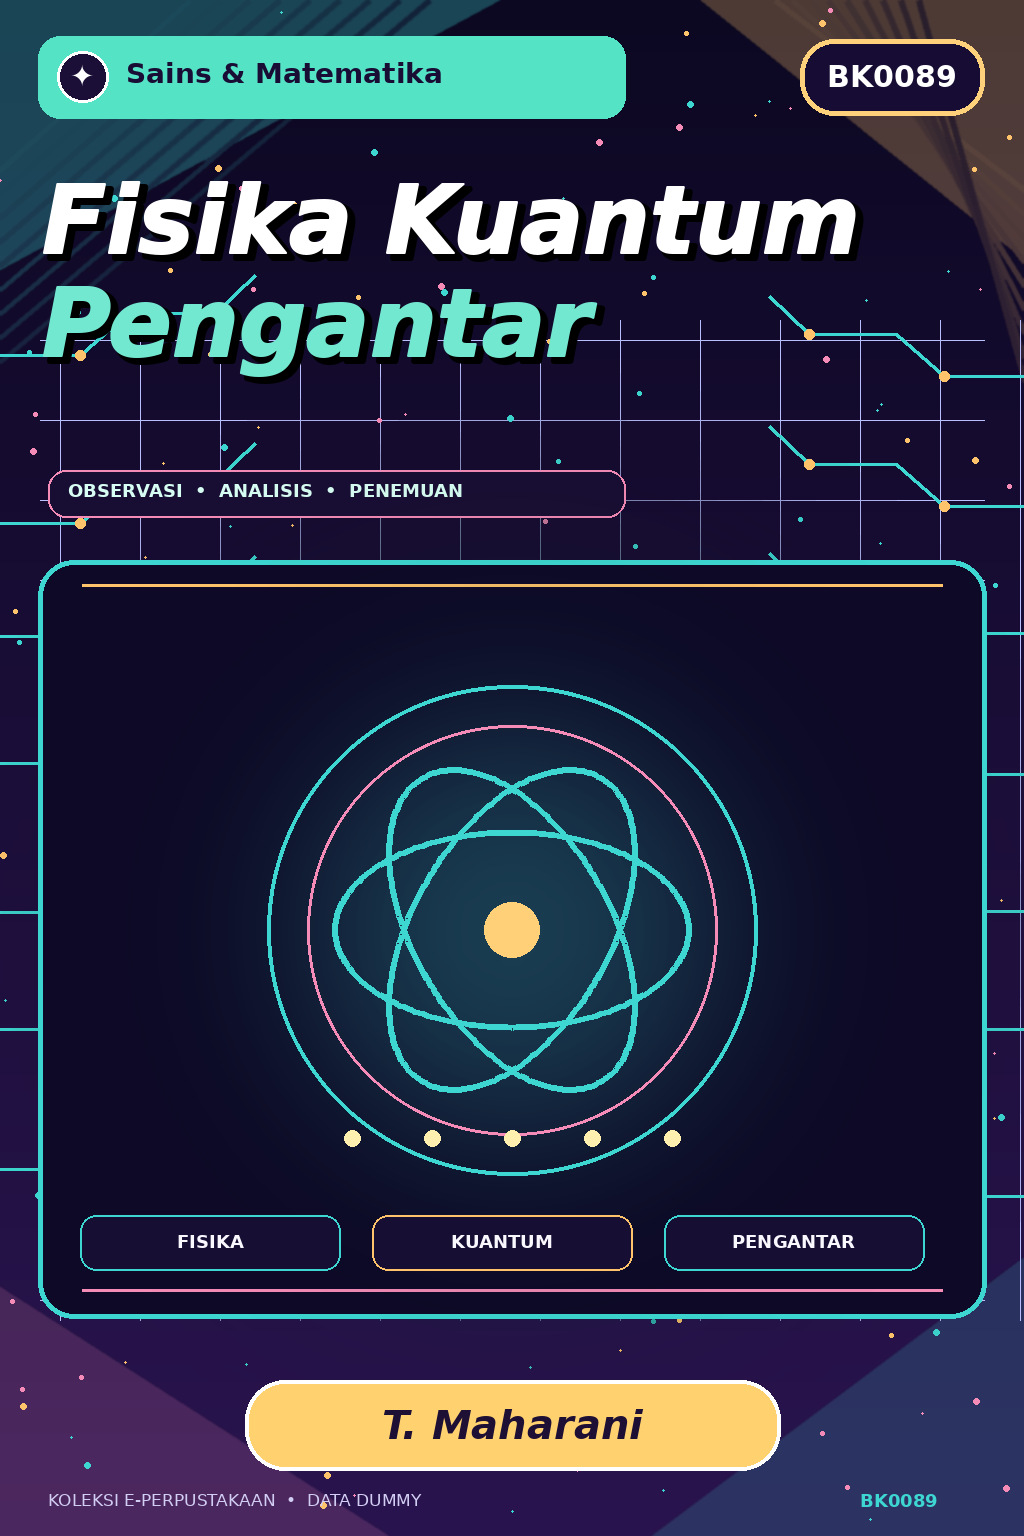 ✦ Sains & Matematika
BK0089
Fisika Kuantum
Pengantar
OBSERVASI • ANALISIS • PENEMUAN
FISIKA
KUANTUM
PENGANTAR
T. Maharani
KOLEKSI E-PERPUSTAKAAN • DATA DUMMY
BK0089